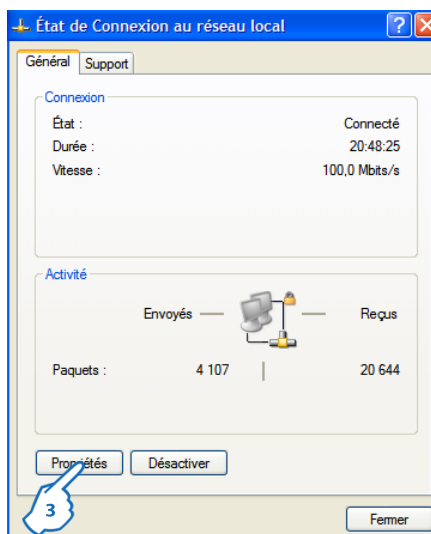 État de Connexion au réseau local
Général Support
Connexion
État : Connecté
Durée : 20:48:25
Vitesse : 100,0 Mbits/s
Activité
Envoyés Reçus
Paquets : 4 107 20 644
Propriétés Désactiver
3
Fermer